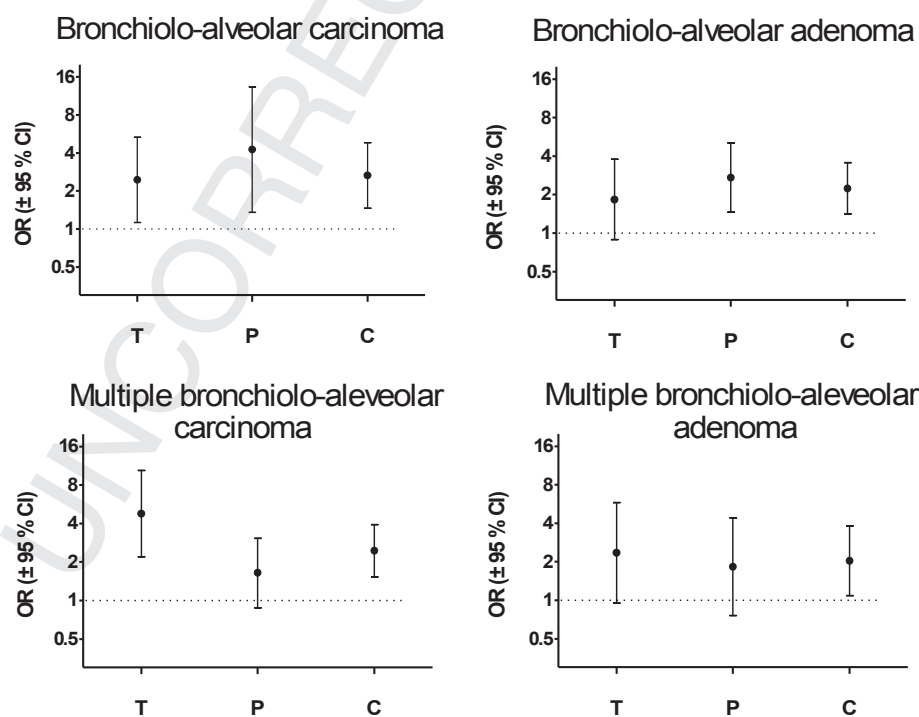 Bronchiolo-alveolar carcinoma
16
8
4
2
1
0.5
OR (± 95 % CI)
T P C
Bronchiolo-alveolar adenoma
16
8
4
2
1
0.5
OR (± 95 % CI)
T P C
Multiple bronchiolo-aleveolar
carcinoma
16
8
4
2
1
0.5
OR (± 95 % CI)
T P C
Multiple bronchiolo-aleveolar
adenoma
16
8
4
2
1
0.5
OR (± 95 % CI)
T P C
UNCORREC